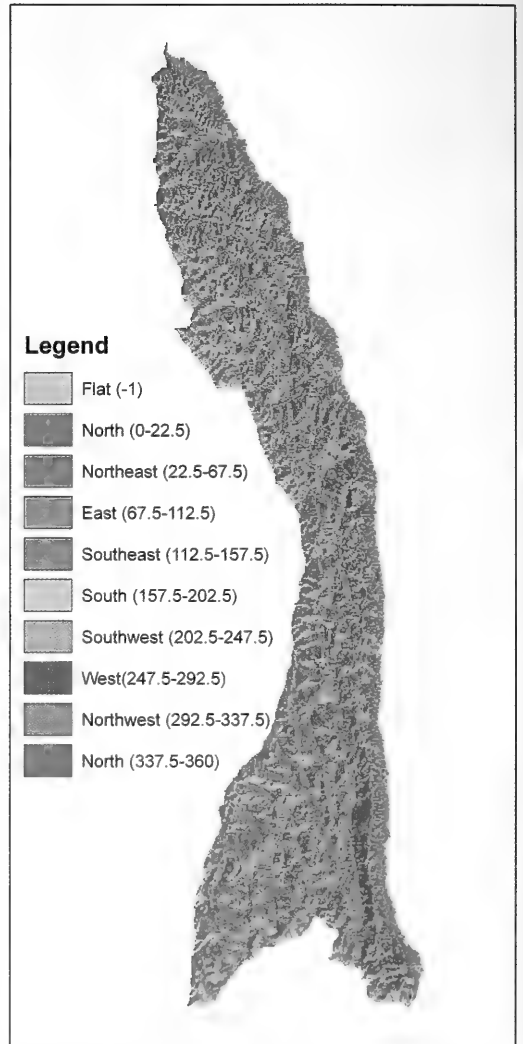 Legend
Flat (-1)
North (0-22.5)
Northeast (22.5-67.5)
East (67.5-112.5)
Southeast (112.5-157.5)
South (157.5-202.5)
Southwest (202.5-247.5)
West(247.5-292.5)
Northwest (292.5-337.5)
North (337.5-360)